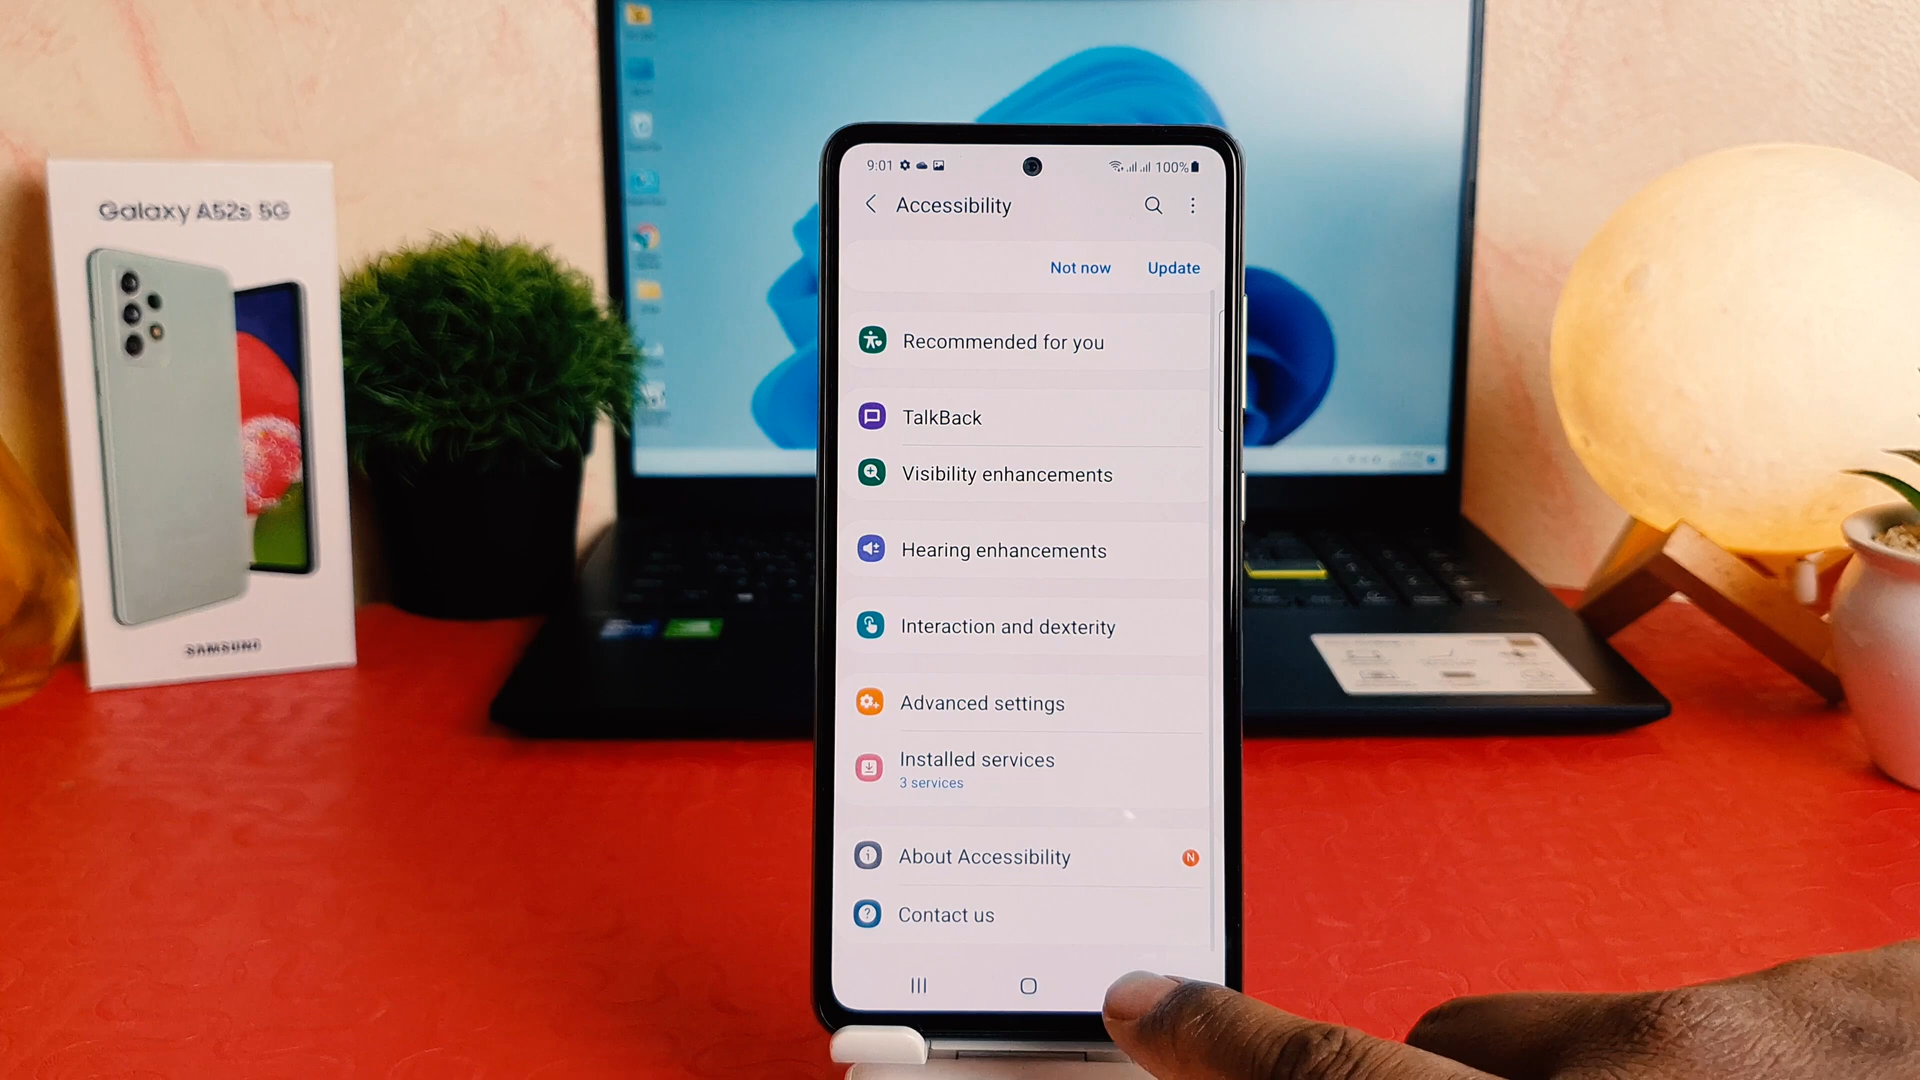 Galaxy A52s 5G
SAMSUNG
9:01
100%
Accessibility
Not now
Update
Recommended for you
TalkBack
Visibility enhancements
Hearing enhancements
Interaction and dexterity
Advanced settings
Installed services
3 services
About Accessibility
N
Contact us